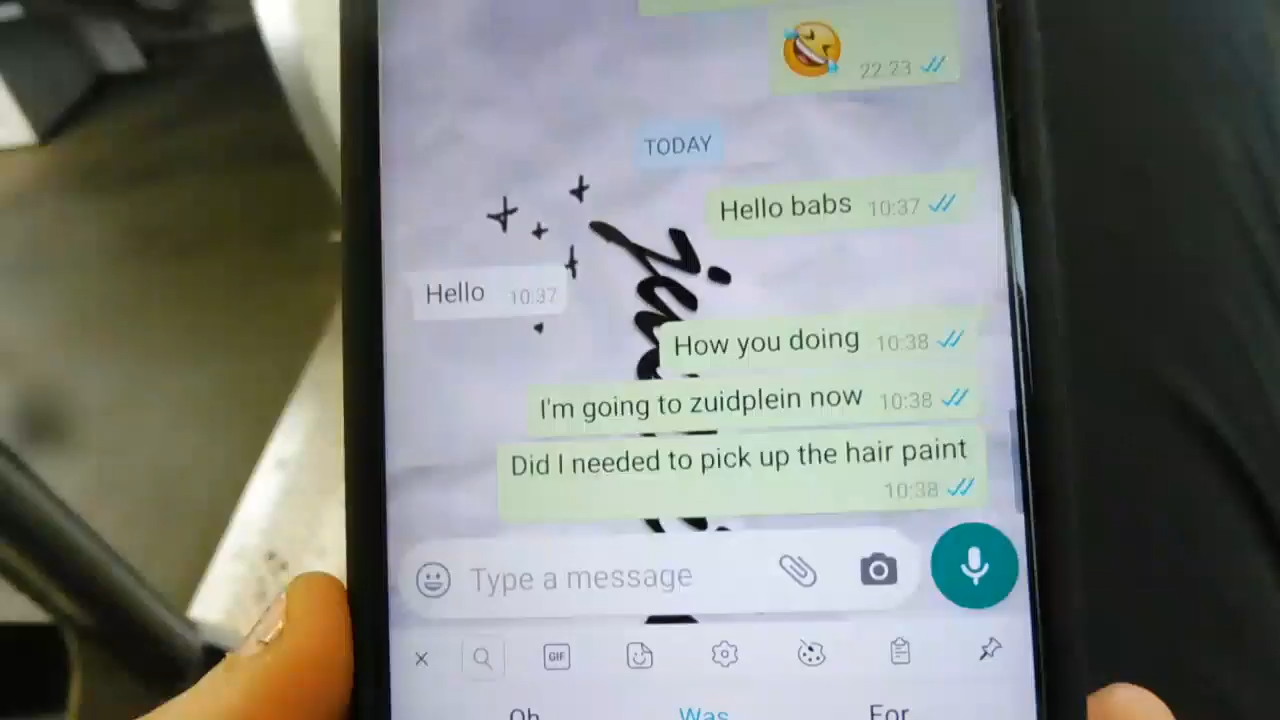 22:23
TODAY
Hello babs 10:37
Hello 10:37
How you doing 10:38
I'm going to zuidplein now 10:38
Did I needed to pick up the hair paint
10:38
Type a message
GIF
Oh Was For